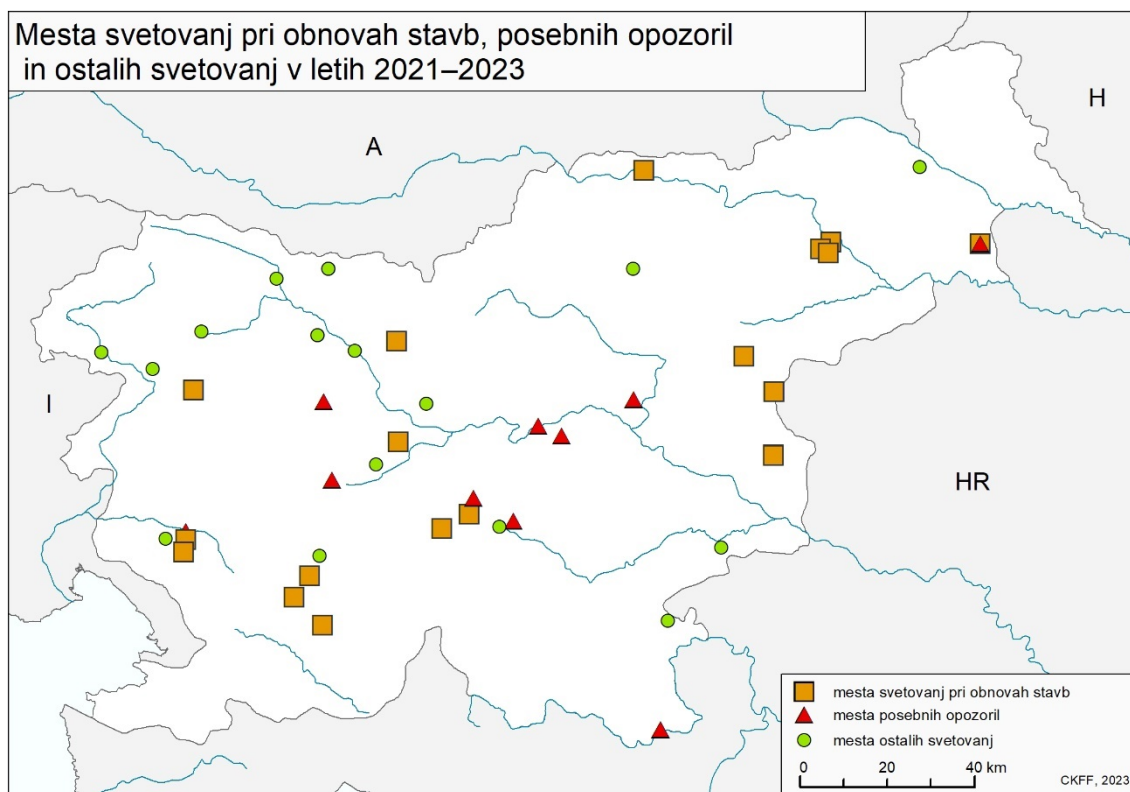 Mesta svetovanj pri obnovah stavb, posebnih opozoril
in ostalih svetovanj v letih 2021–2023
H
A
I
HR
mesta svetovanj pri obnovah stavb
mesta posebnih opozoril
mesta ostalih svetovanj
0 20 40 km
CKFF, 2023